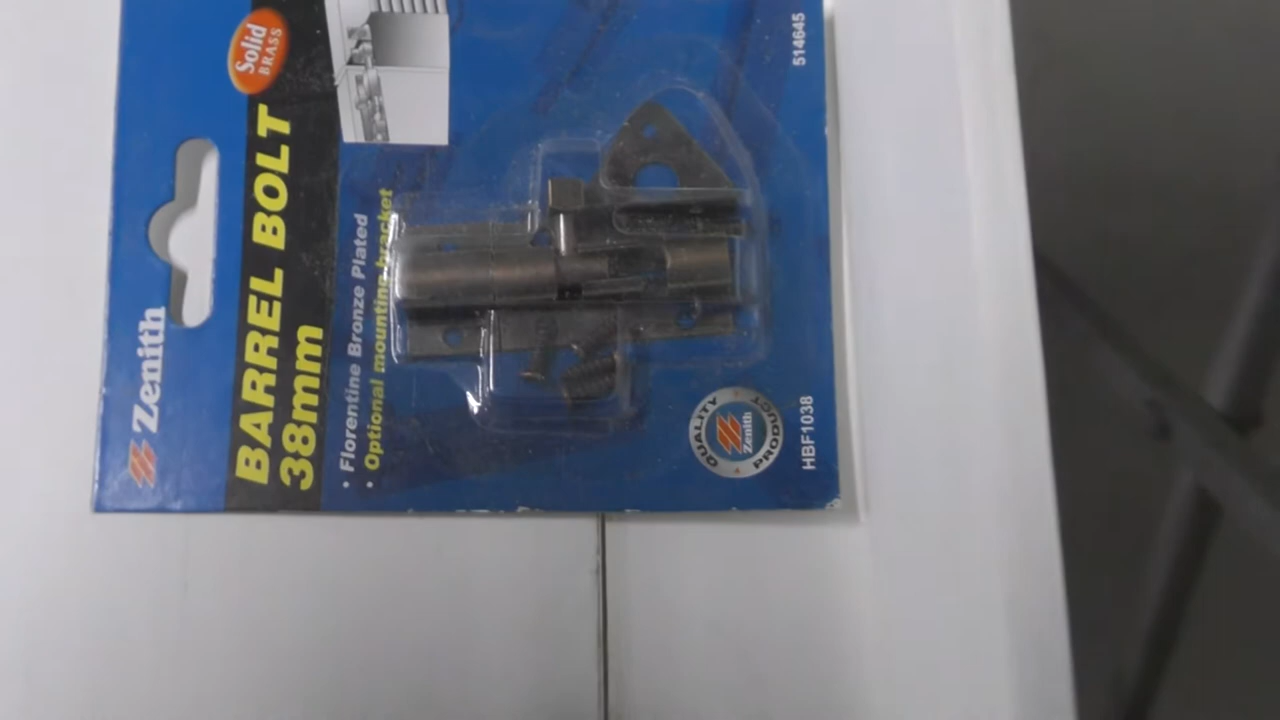 Zenith
Solid
BRASS
BARREL BOLT
38mm
• Florentine Bronze Plated
• Optional mounting bracket
QUALITY
Zenith
PRODUCT
HBF1038
514645